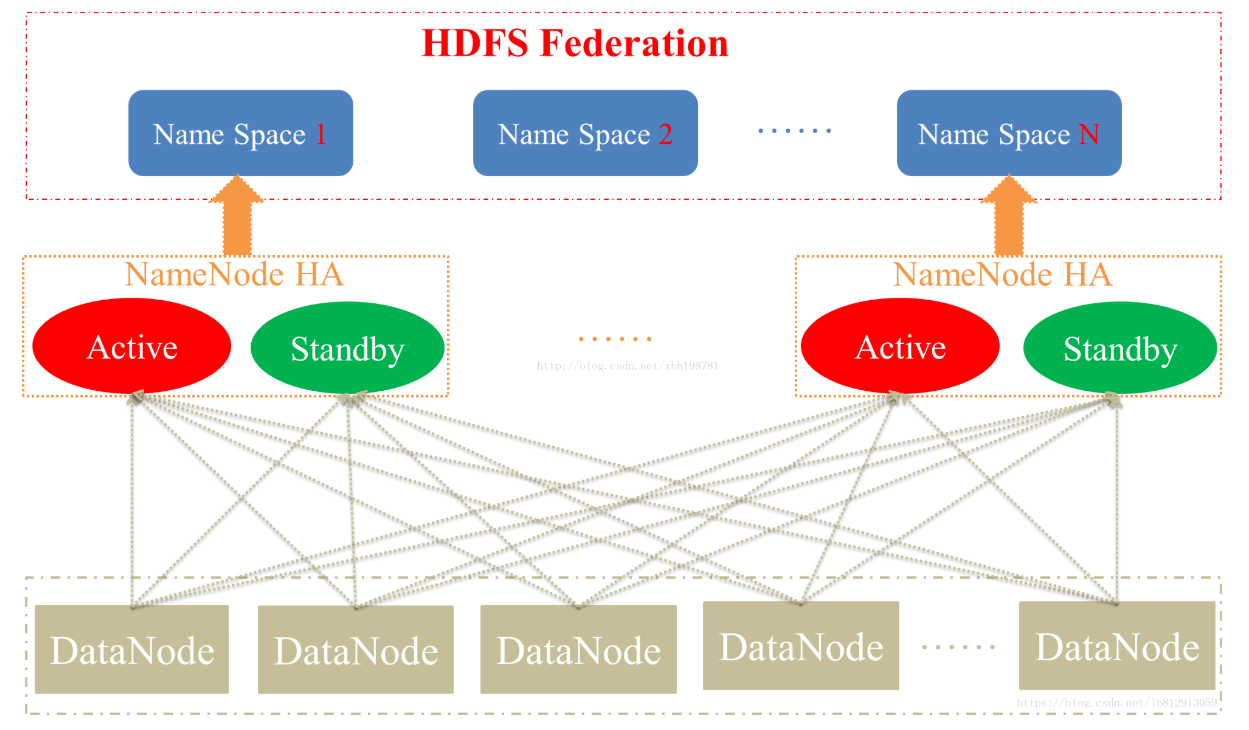 HDFS Federation
Name Space 1
Name Space 2
......
Name Space N
NameNode HA
NameNode HA
Active
Standby
......
Active
Standby
http://blog.csdn.net/xhh198781
DataNode
DataNode
DataNode
DataNode
......
DataNode
https://blog.csdn.net/lb812913059